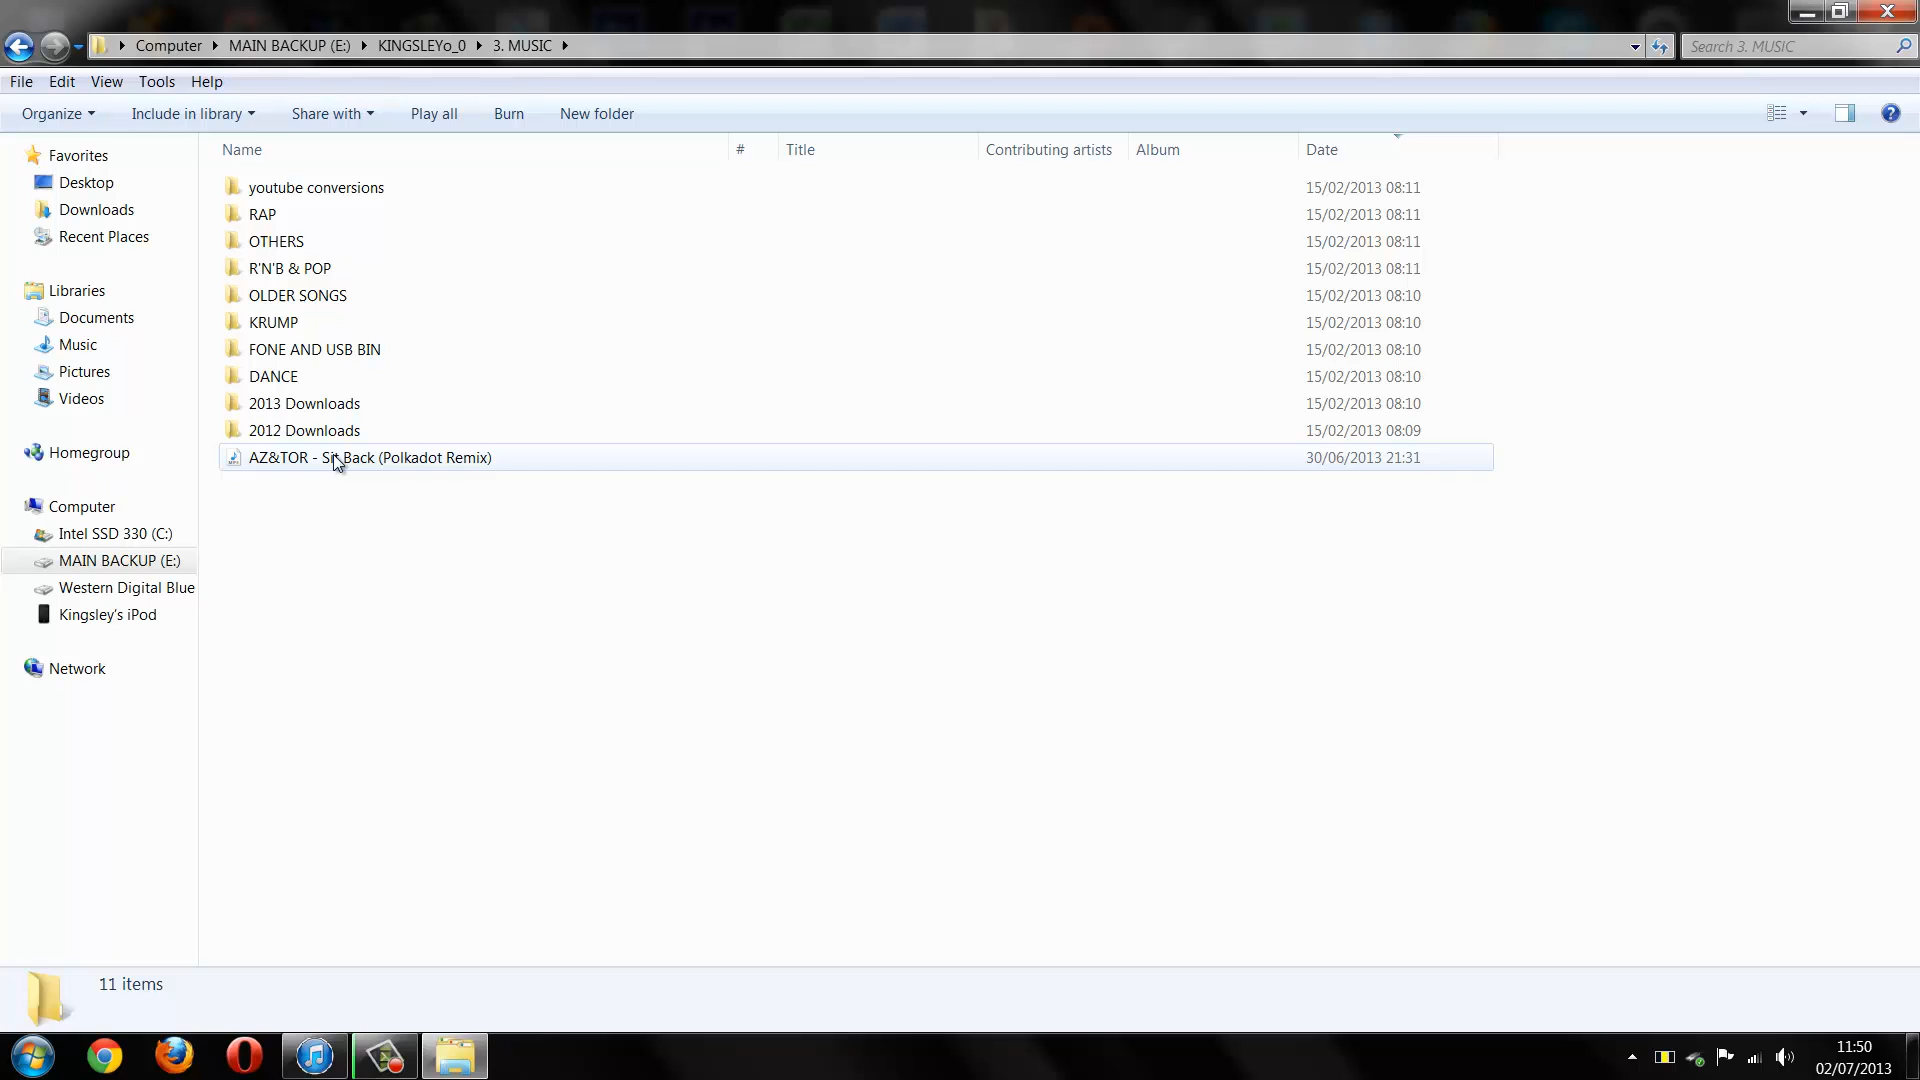 Computer MAIN BACKUP (E:) KINGSLEYo_0 3. MUSIC
Search 3. MUSIC
File Edit View Tools Help
Organize Include in library Share with Play all Burn New folder
Name # Title Contributing artists Album Date
youtube conversions 15/02/2013 08:11
RAP 15/02/2013 08:11
OTHERS 15/02/2013 08:11
R'N'B & POP 15/02/2013 08:11
OLDER SONGS 15/02/2013 08:10
KRUMP 15/02/2013 08:10
FONE AND USB BIN 15/02/2013 08:10
DANCE 15/02/2013 08:10
2013 Downloads 15/02/2013 08:10
2012 Downloads 15/02/2013 08:09
AZ&TOR - Sit Back (Polkadot Remix) 30/06/2013 21:31
Favorites
Desktop
Downloads
Recent Places
Libraries
Documents
Music
Pictures
Videos
Homegroup
Computer
Intel SSD 330 (C:)
MAIN BACKUP (E:)
Western Digital Blue
Kingsley's iPod
Network
11 items
11:50
02/07/2013